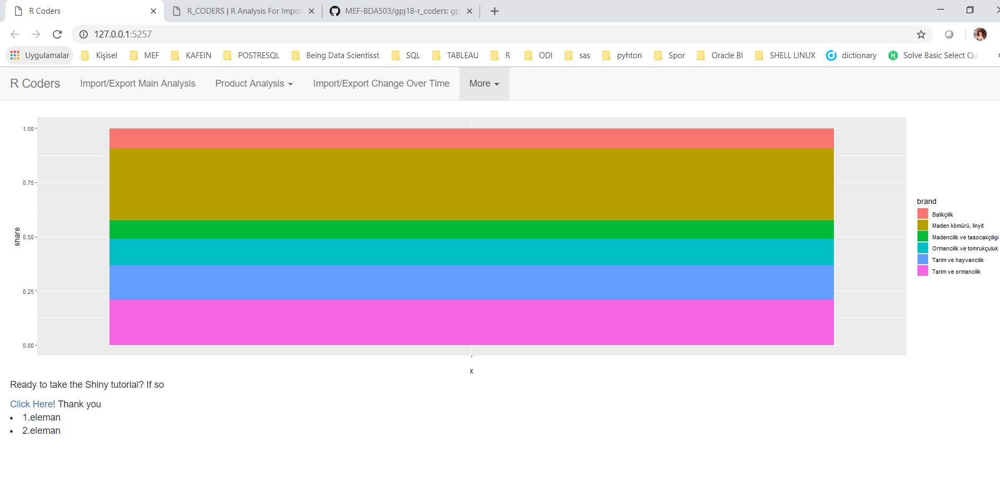 R Coders
R_CODERS | R Analysis For Impor
MEF-BDA503/gpj18-r_coders: gp
127.0.0.1:5257
Uygulamalar Kişisel MEF KAFEIN POSTRESQL Being Data Scientisst SQL TABLEAU R ODI sas pyhton Spor Oracle BI SHELL LINUX dictionary Solve Basic Select Qu
R Coders Import/Export Main Analysis Product Analysis Import/Export Change Over Time More
1.00
0.75
0.50
0.25
0.00
share
x
brand
Balikçilik
Maden kömürü, linyit
Madencilik ve tasocakçiligi
Ormancilik ve tomrukçuluk
Tarim ve hayvancilik
Tarim ve ormancilik
Ready to take the Shiny tutorial? If so
Click Here! Thank you
1.eleman
2.eleman